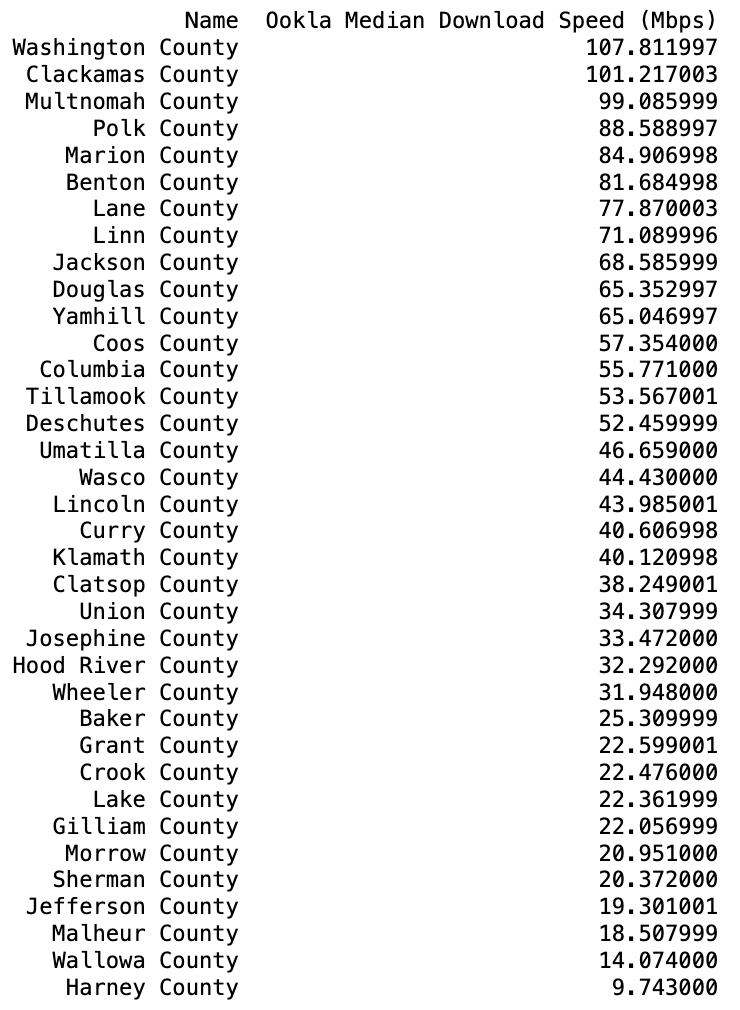 Name Ookla Median Download Speed (Mbps)
Washington County 107.811997
Clackamas County 101.217003
Multnomah County 99.085999
Polk County 88.588997
Marion County 84.906998
Benton County 81.684998
Lane County 77.870003
Linn County 71.089996
Jackson County 68.585999
Douglas County 65.352997
Yamhill County 65.046997
Coos County 57.354000
Columbia County 55.771000
Tillamook County 53.567001
Deschutes County 52.459999
Umatilla County 46.659000
Wasco County 44.430000
Lincoln County 43.985001
Curry County 40.606998
Klamath County 40.120998
Clatsop County 38.249001
Union County 34.307999
Josephine County 33.472000
Hood River County 32.292000
Wheeler County 31.948000
Baker County 25.309999
Grant County 22.599001
Crook County 22.476000
Lake County 22.361999
Gilliam County 22.056999
Morrow County 20.951000
Sherman County 20.372000
Jefferson County 19.301001
Malheur County 18.507999
Wallowa County 14.074000
Harney County 9.743000